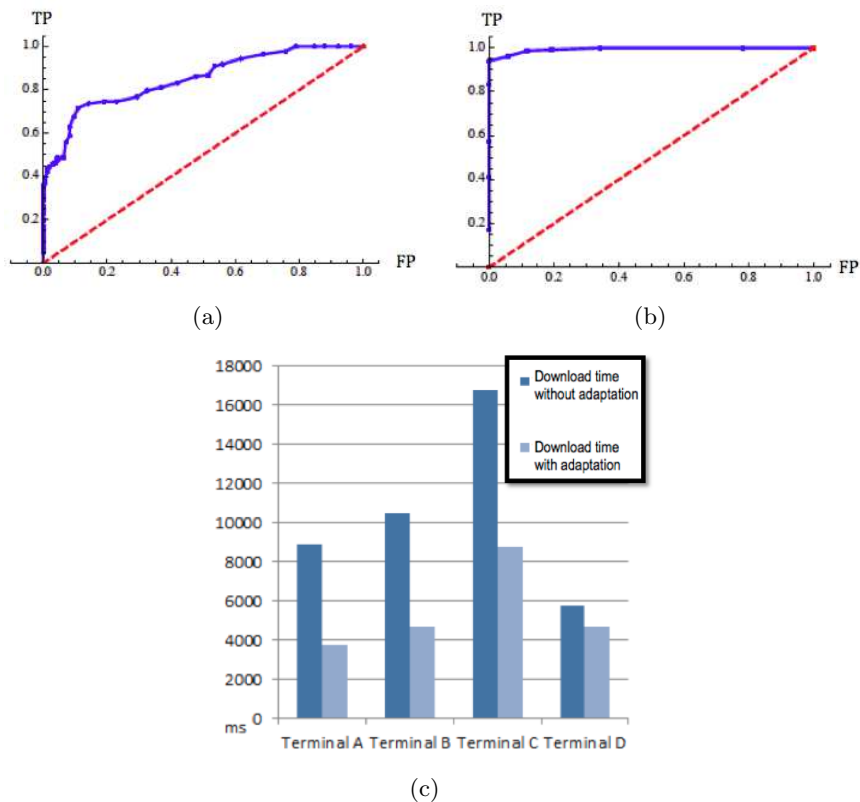 TP
1.0
0.8
0.6
0.4
0.2
0.0 0.2 0.4 0.6 0.8 1.0
FP
(a)
TP
1.0
0.8
0.6
0.4
0.2
0.0 0.2 0.4 0.6 0.8 1.0
FP
(b)
18000
16000
14000
12000
10000
8000
6000
4000
2000
0
ms
Download time
without adaptation
Download time
with adaptation
Terminal A Terminal B Terminal C Terminal D
(c)